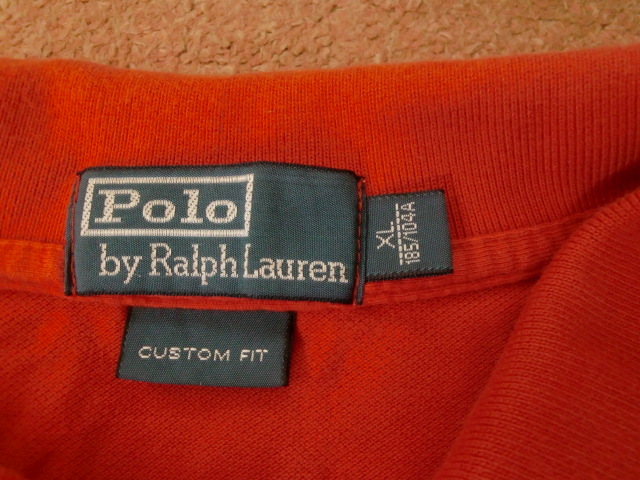 Polo
by Ralph Lauren
XL
185/104A
CUSTOM FIT